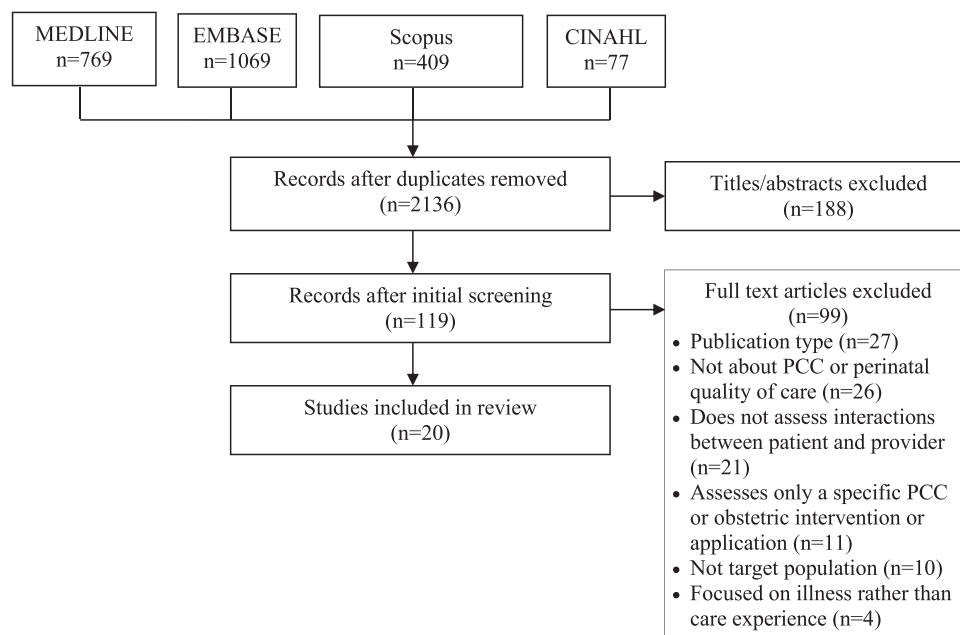 MEDLINE
n=769
EMBASE
n=1069
Scopus
n=409
CINAHL
n=77
Records after duplicates removed
(n=2136)
Titles/abstracts excluded
(n=188)
Records after initial screening
(n=119)
Full text articles excluded
(n=99)
• Publication type (n=27)
• Not about PCC or perinatal
quality of care (n=26)
• Does not assess interactions
between patient and provider
(n=21)
• Assesses only a specific PCC
or obstetric intervention or
application (n=11)
• Not target population (n=10)
• Focused on illness rather than
care experience (n=4)
Studies included in review
(n=20)